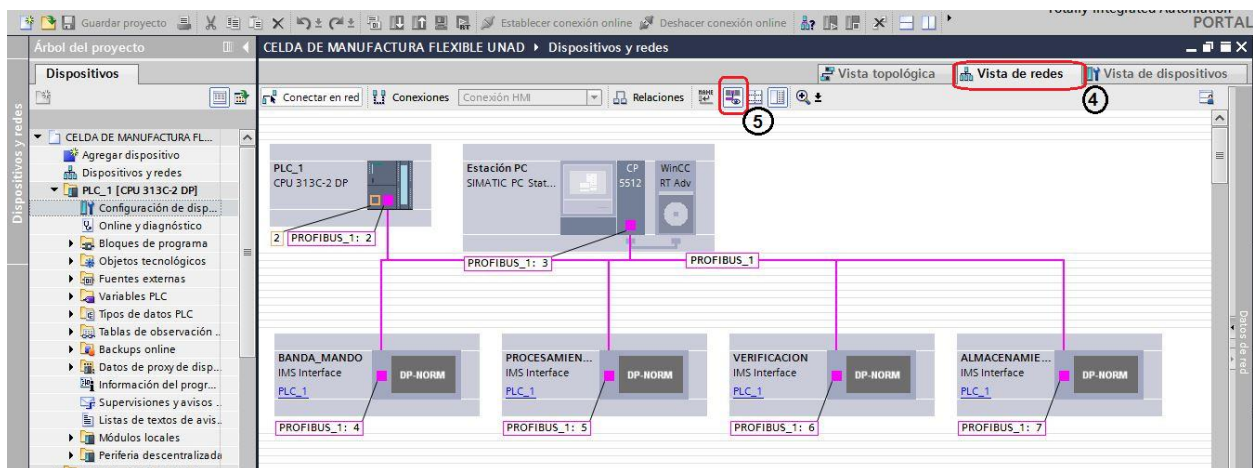 Totally Integrated Automation
PORTAL
Guardar proyecto
Establecer conexión online
Deshacer conexión online
Árbol del proyecto
CELDA DE MANUFACTURA FLEXIBLE UNAD ▸ Dispositivos y redes
Dispositivos
Vista topológica
Vista de redes
Vista de dispositivos
4
Conectar en red
Conexiones
Conexión HMI
Relaciones
5
Dispositivos y redes
CELDA DE MANUFACTURA FL...
Agregar dispositivo
Dispositivos y redes
PLC_1 [CPU 313C-2 DP]
Configuración de disp...
Online y diagnóstico
Bloques de programa
Objetos tecnológicos
Fuentes externas
Variables PLC
Tipos de datos PLC
Tablas de observación ..
Backups online
Datos de proxy de disp...
Información del progr...
Supervisiones y avisos ..
Listas de textos de avis..
Módulos locales
Periferia descentralizada
PLC_1
CPU 313C-2 DP
Estación PC
SIMATIC PC Stat...
CP
5512
WinCC
RT Adv
2
PROFIBUS_1: 2
PROFIBUS_1: 3
PROFIBUS_1
BANDA_MANDO
IMS Interface
PLC_1
DP-NORM
PROFIBUS_1: 4
PROCESAMIEN...
IMS Interface
PLC_1
DP-NORM
PROFIBUS_1: 5
VERIFICACION
IMS Interface
PLC_1
DP-NORM
PROFIBUS_1: 6
ALMACENAMIE...
IMS Interface
PLC_1
DP-NORM
PROFIBUS_1: 7
Datos de red